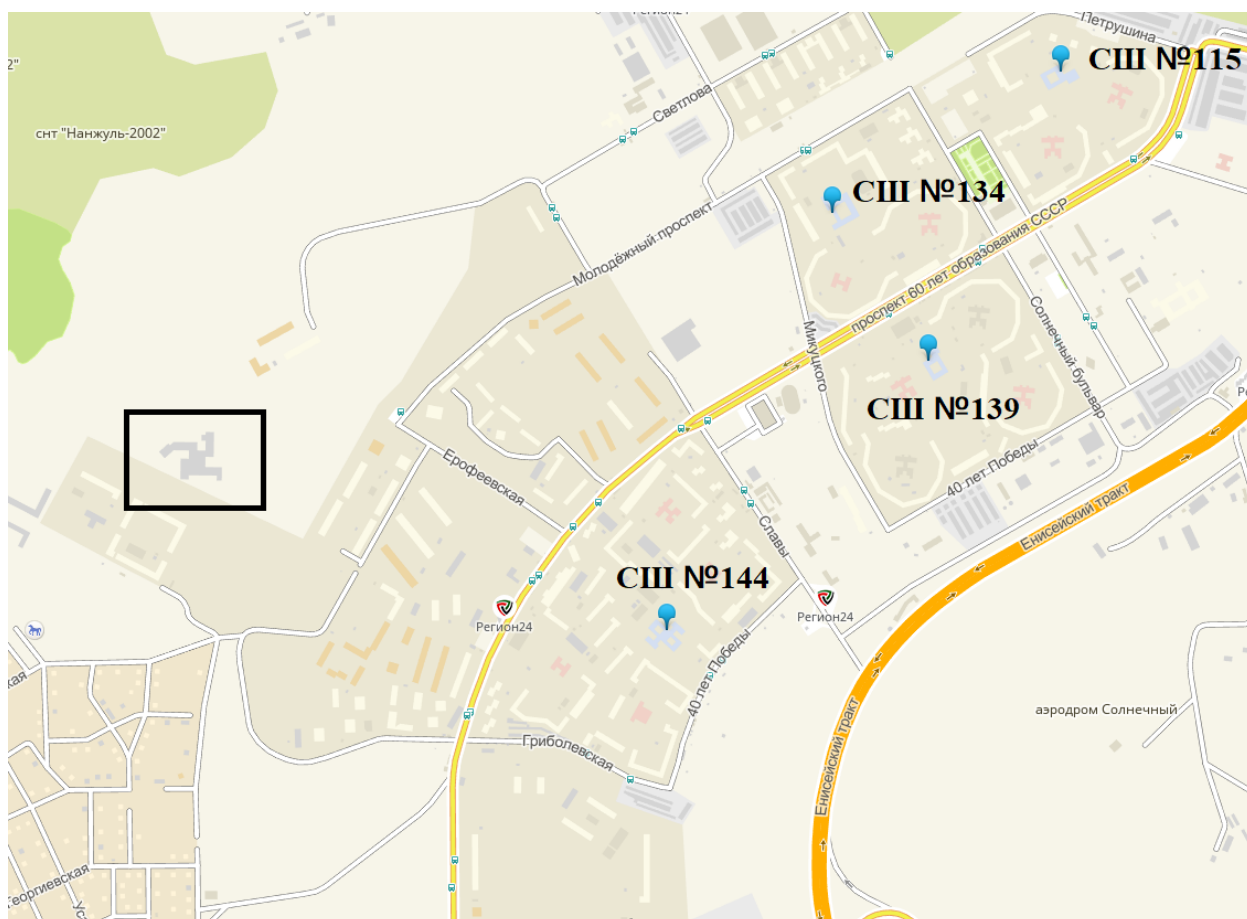 Регион24
Петрушина
СШ №115
2"
Светлова
снт "Нанжуль-2002"
СШ №134
Молодёжный проспект
проспект 60 лет образования СССР
Микуцкого
Солнечный бульвар
СШ №139
Ерофеевская
40 лет Победы
Енисейский тракт
Славы
СШ №144
Регион24
Регион24
40 лет Победы
аэродром Солнечный
Гриболевская
Енисейский тракт
Георгиевская